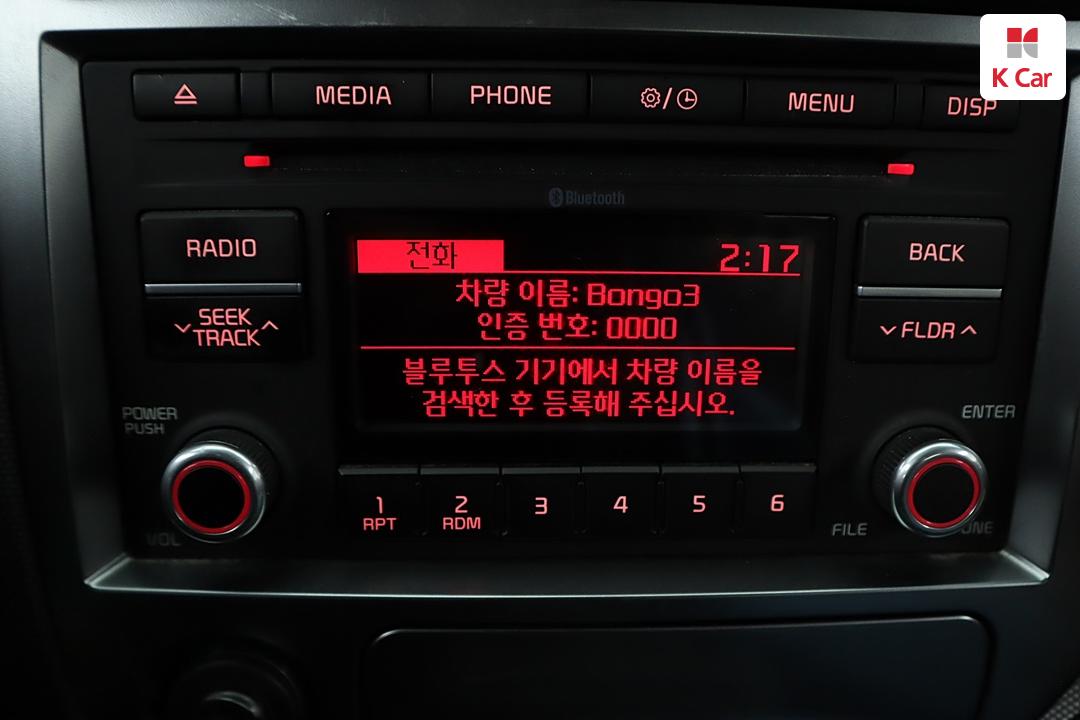 K Car
MEDIA
PHONE
/
MENU
DISP
Bluetooth
RADIO
BACK
전화
2:17
차량 이름: Bongo3
인증 번호: 0000
SEEK
TRACK
FLDR
블루투스 기기에서 차량 이름을
검색한 후 등록해 주십시오.
POWER
PUSH
ENTER
1
RPT
2
RDM
3
4
5
6
VOL
FILE